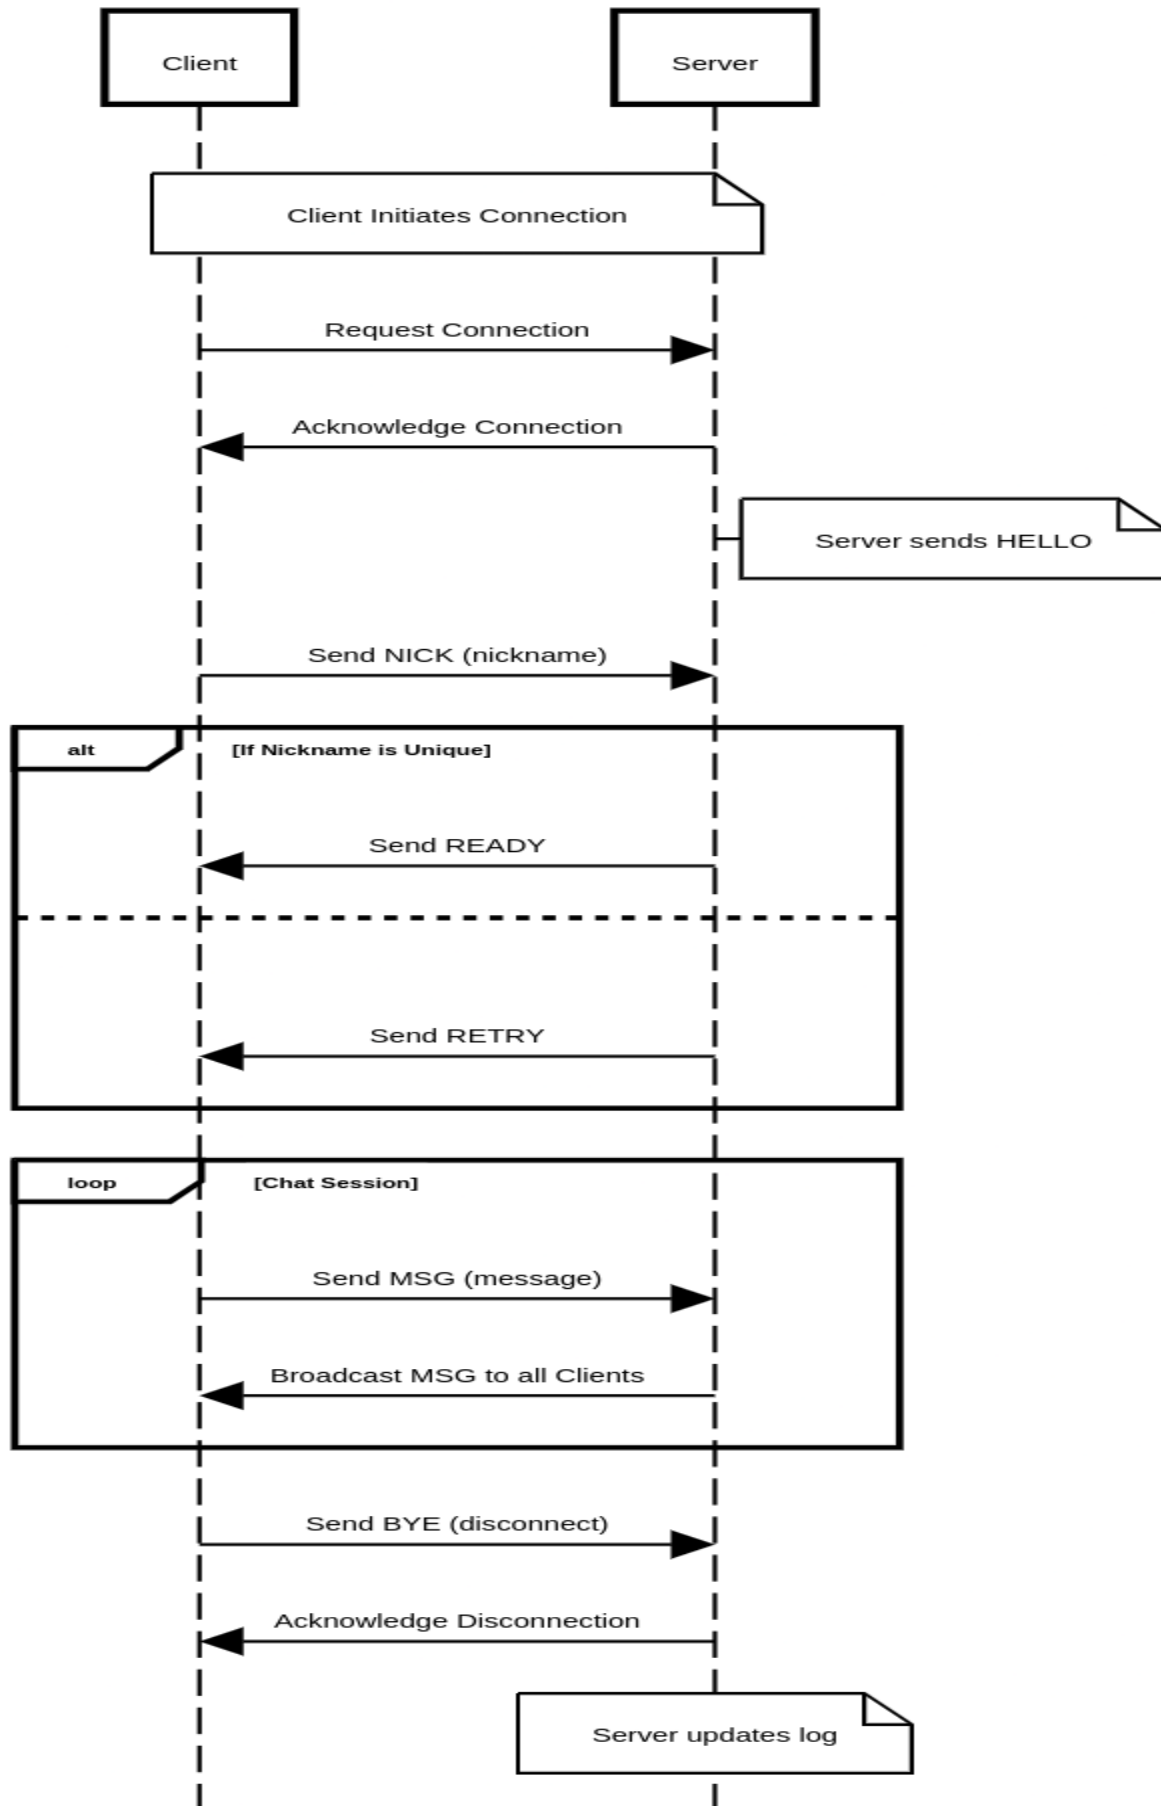 Client
Server
Client Initiates Connection
Request Connection
Acknowledge Connection
Server sends HELLO
Send NICK (nickname)
alt
[If Nickname is Unique]
Send READY
Send RETRY
loop
[Chat Session]
Send MSG (message)
Broadcast MSG to all Clients
Send BYE (disconnect)
Acknowledge Disconnection
Server updates log